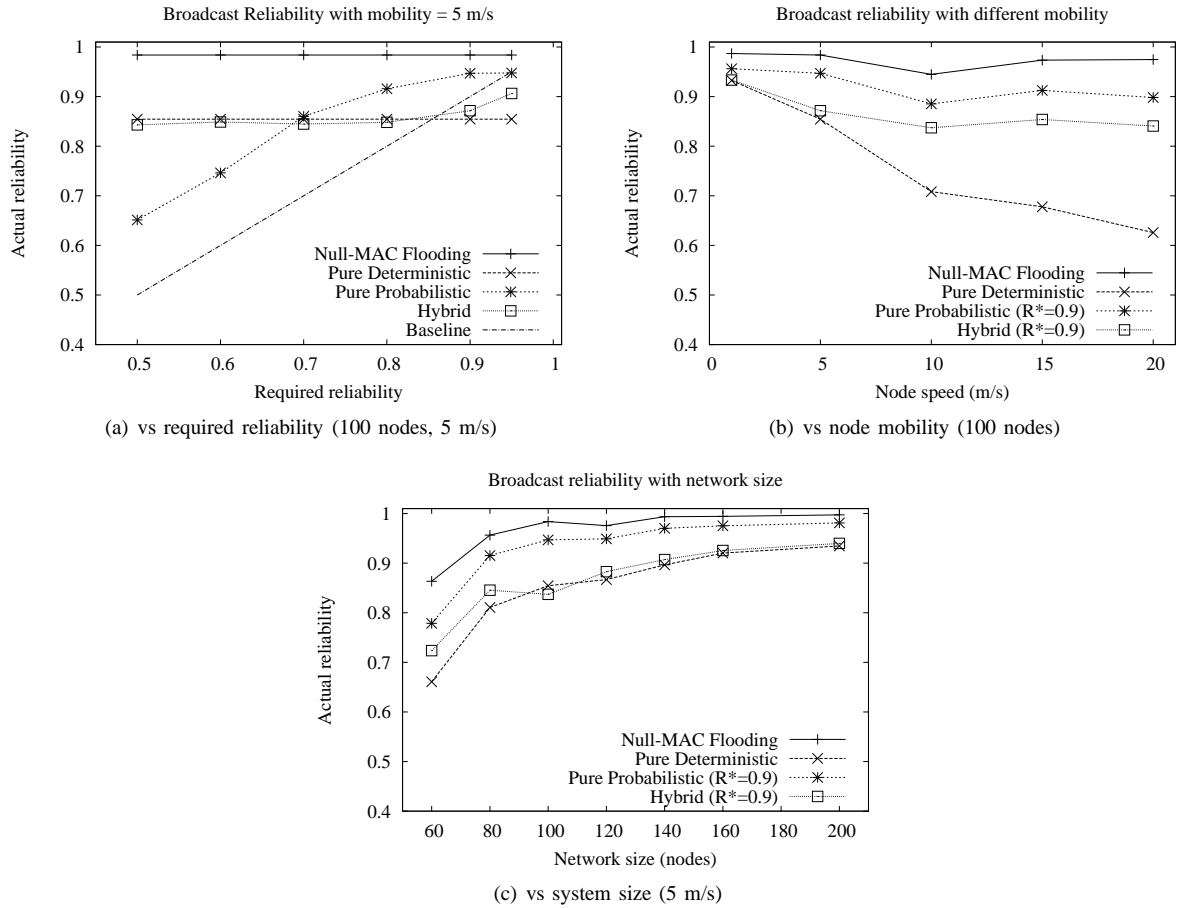 Broadcast Reliability with mobility = 5 m/s
1
0.9
0.8
0.7
0.6
0.5
0.4
Actual reliability
Null-MAC Flooding
Pure Deterministic
Pure Probabilistic
Hybrid
Baseline
0.5 0.6 0.7 0.8 0.9 1
Required reliability
(a) vs required reliability (100 nodes, 5 m/s)
Broadcast reliability with different mobility
1
0.9
0.8
0.7
0.6
0.5
0.4
Actual reliability
Null-MAC Flooding
Pure Deterministic
Pure Probabilistic (R*=0.9)
Hybrid (R*=0.9)
0 5 10 15 20
Node speed (m/s)
(b) vs node mobility (100 nodes)
Broadcast reliability with network size
1
0.9
0.8
0.7
0.6
0.5
0.4
Actual reliability
Null-MAC Flooding
Pure Deterministic
Pure Probabilistic (R*=0.9)
Hybrid (R*=0.9)
60 80 100 120 140 160 180 200
Network size (nodes)
(c) vs system size (5 m/s)